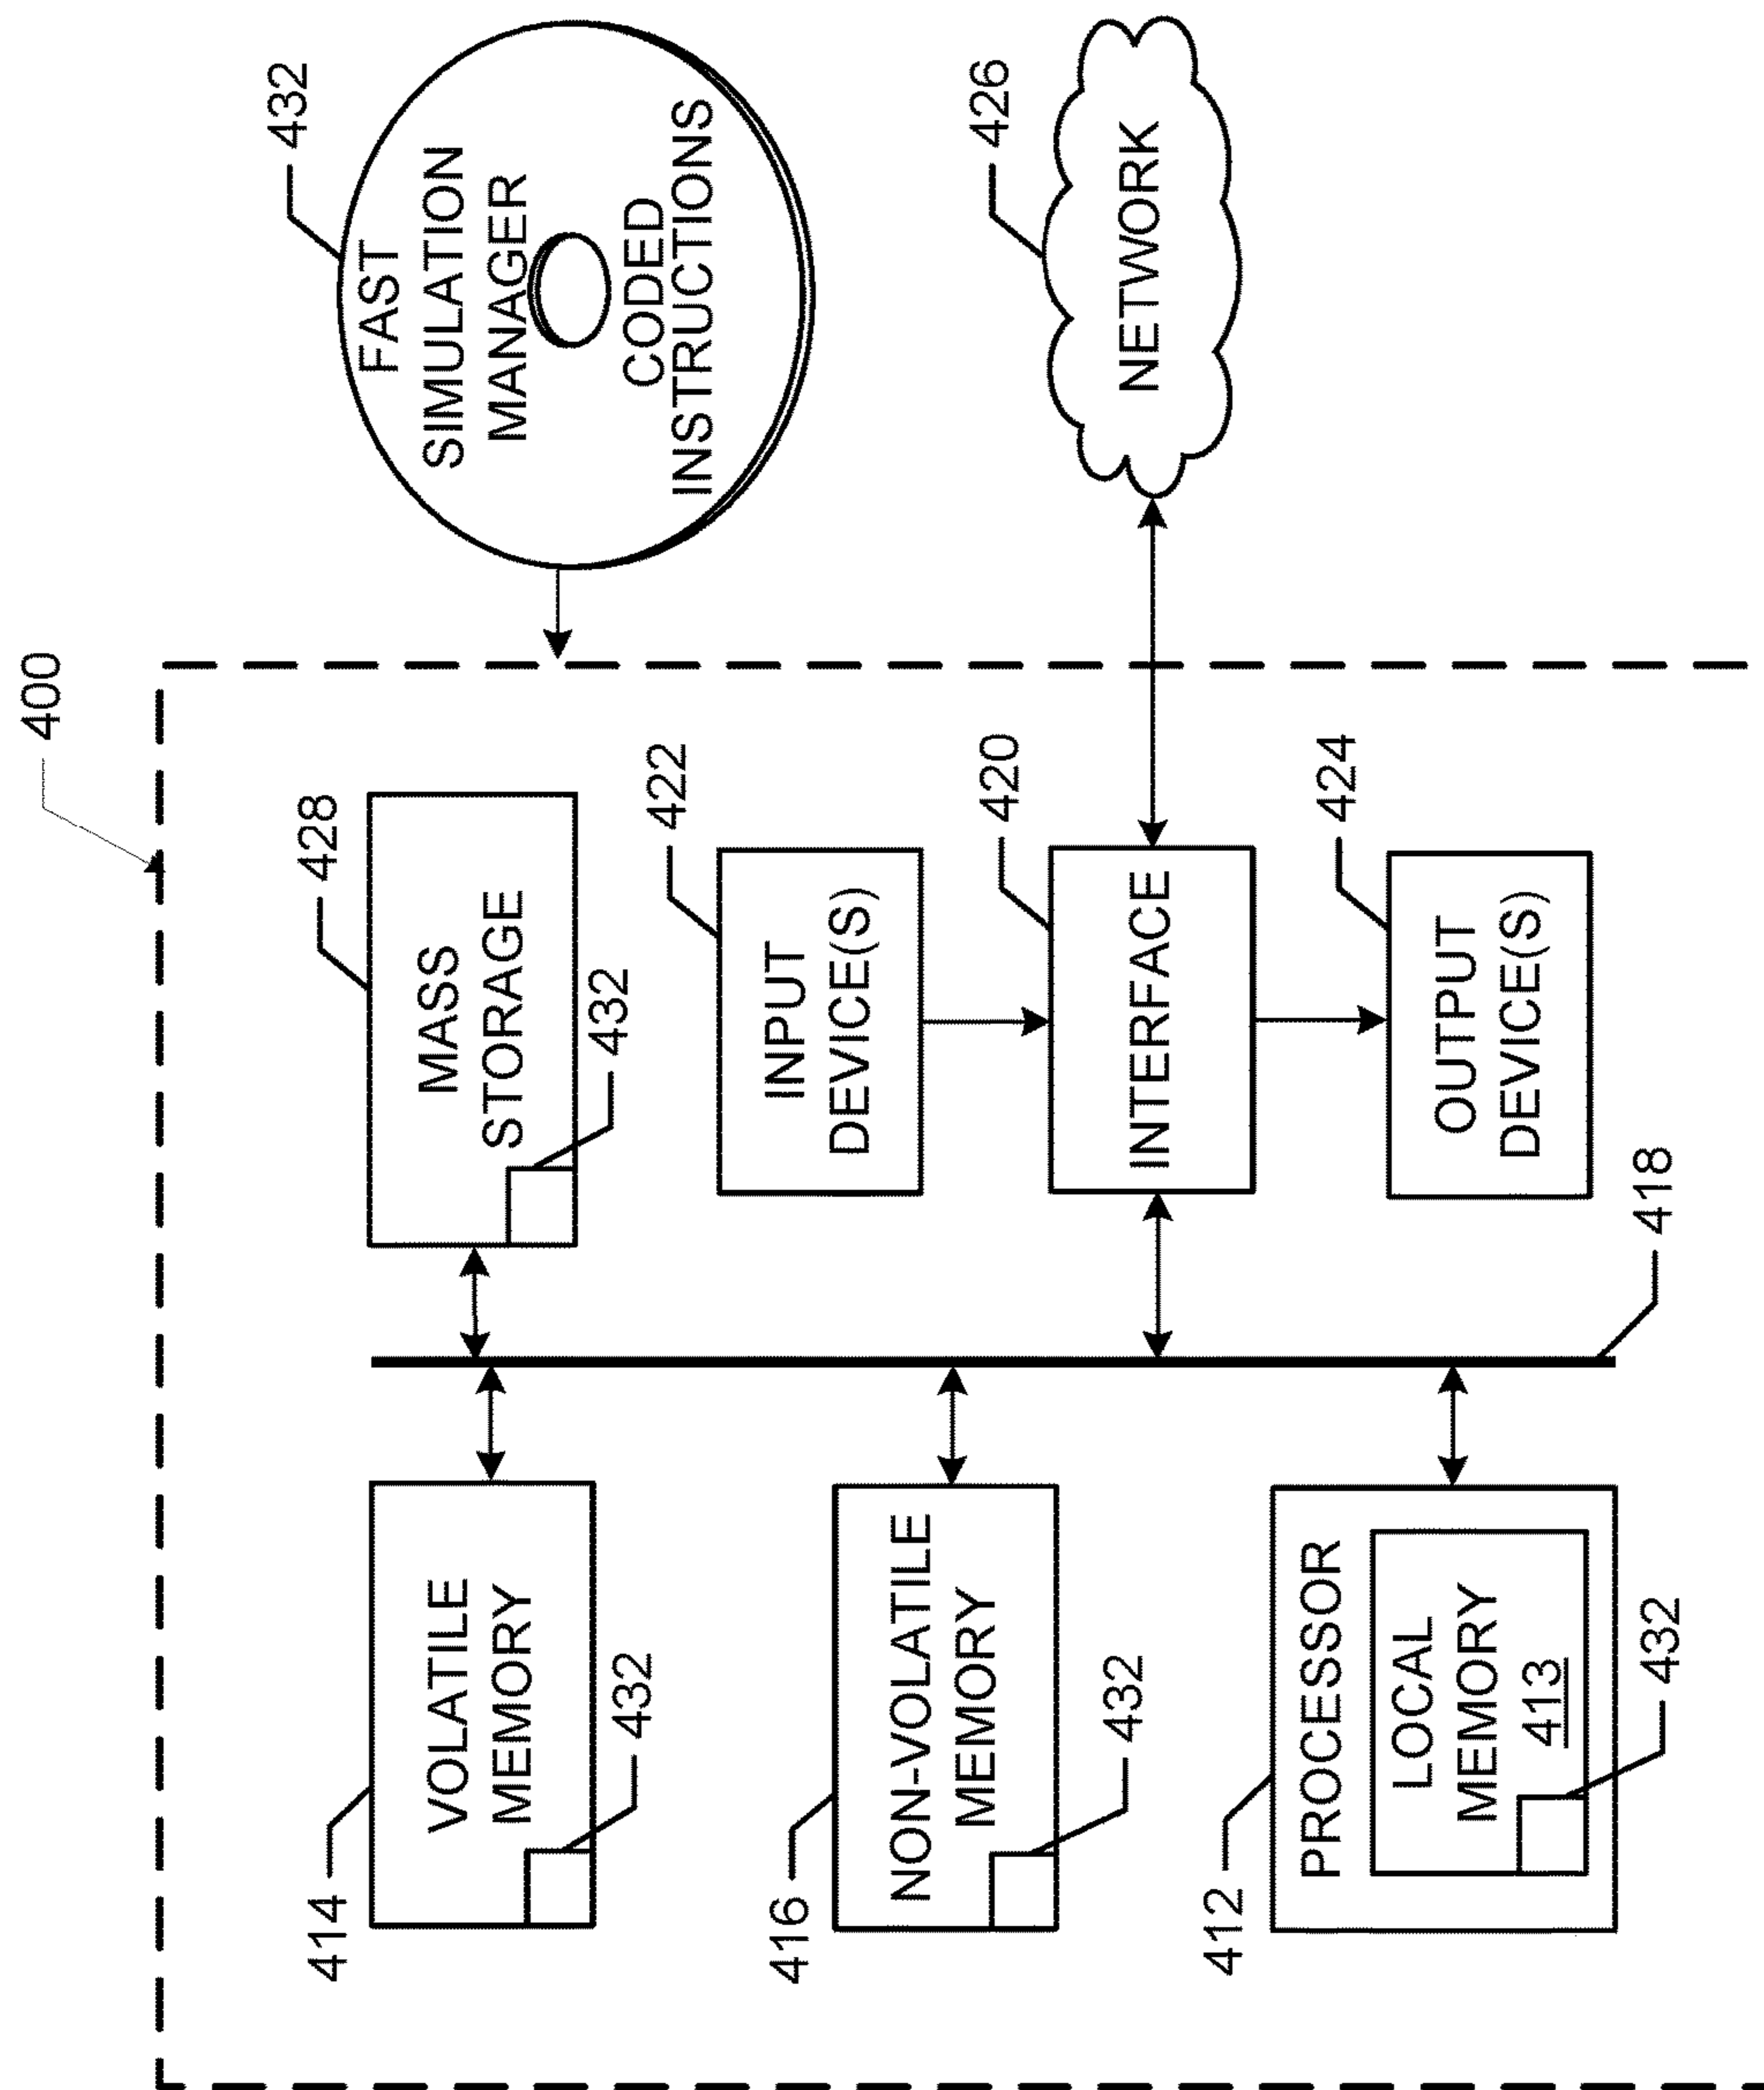 400
414
VOLATILE
MEMORY
432
428
MASS
STORAGE
432
432
FAST
SIMULATION
MANAGER
CODED
INSTRUCTIONS
416
NON-VOLATILE
MEMORY
432
422
INPUT
DEVICE(S)
420
INTERFACE
426
NETWORK
412
PROCESSOR
LOCAL
MEMORY
413
432
424
OUTPUT
DEVICE(S)
418